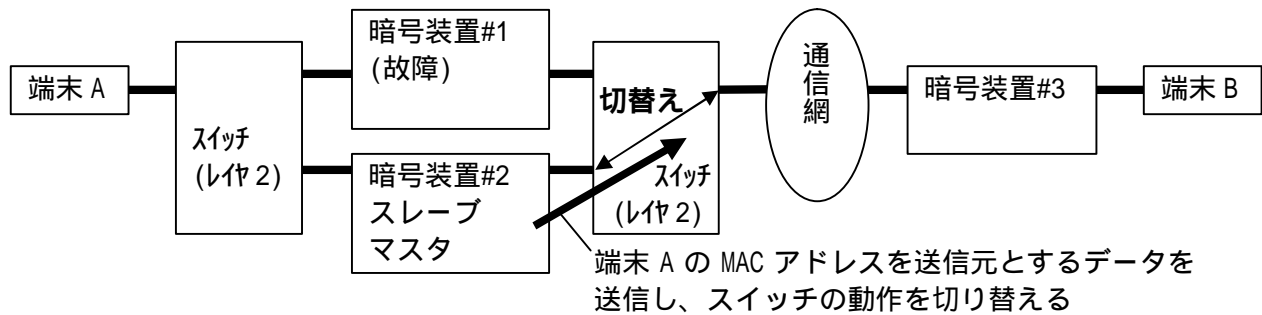 端末 A
スイッチ
(レイヤ 2)
暗号装置#1
(故障)
暗号装置#2
スレーブ
マスタ
切替え
スイッチ
(レイヤ 2)
通信網
暗号装置#3
端末 B
端末 A の MAC アドレスを送信元とするデータを
送信し、スイッチの動作を切り替える